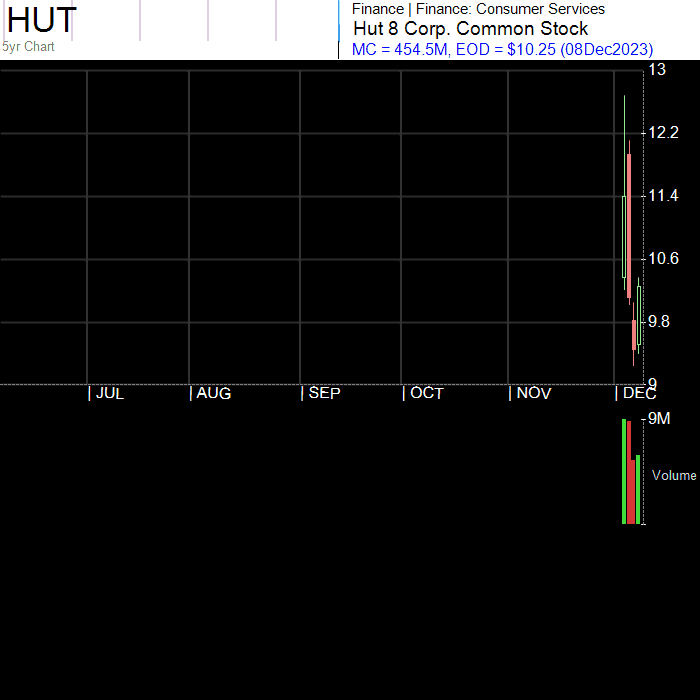 HUT
5yr Chart
Finance | Finance: Consumer Services
Hut 8 Corp. Common Stock
MC = 454.5M, EOD = $10.25 (08Dec2023)
13
12.2
11.4
10.6
9.8
9
| JUL | AUG | SEP | OCT | NOV | DEC
9M
Volume